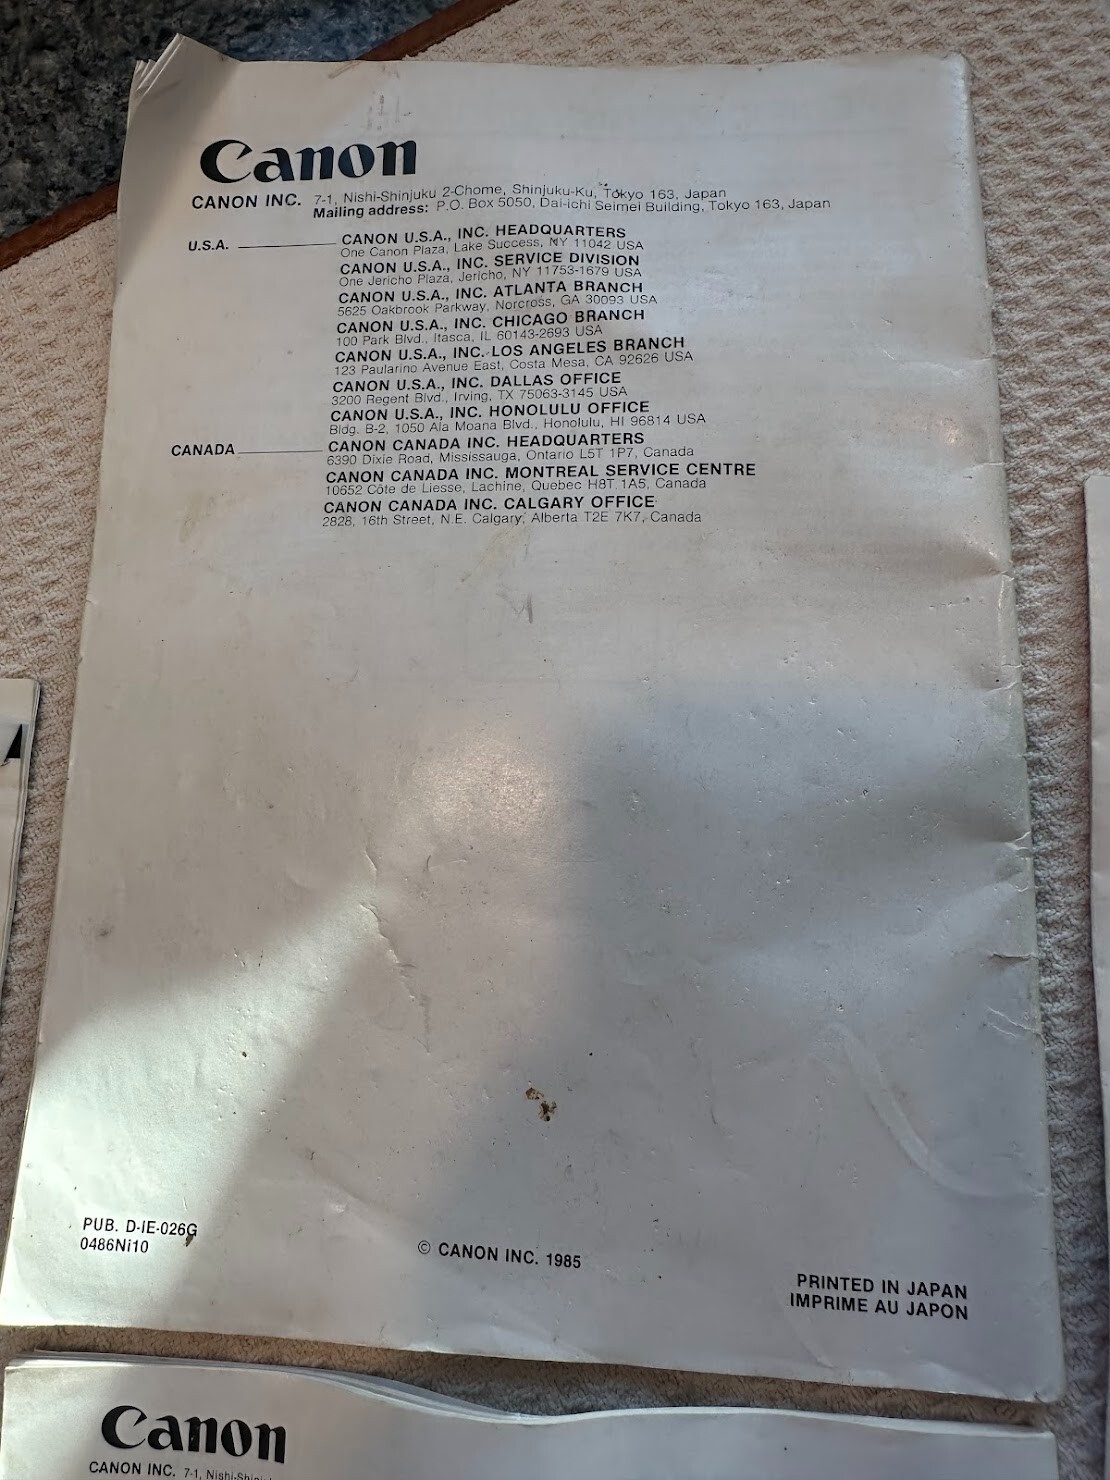 Canon
CANON INC. 7-1, Nishi-Shinjuku 2-Chome, Shinjuku-Ku, Tokyo 163, Japan
Mailing address: P.O. Box 5050, Dai-ichi Seimei Building, Tokyo 163, Japan
U.S.A. CANON U.S.A., INC. HEADQUARTERS
One Canon Plaza, Lake Success, NY 11042 USA
CANON U.S.A., INC. SERVICE DIVISION
One Jericho Plaza, Jericho, NY 11753-1679 USA
CANON U.S.A., INC. ATLANTA BRANCH
5625 Oakbrook Parkway, Norcross, GA 30093 USA
CANON U.S.A., INC. CHICAGO BRANCH
100 Park Blvd., Itasca, IL 60143-2693 USA
CANON U.S.A., INC. LOS ANGELES BRANCH
123 Paularino Avenue East, Costa Mesa, CA 92626 USA
CANON U.S.A., INC. DALLAS OFFICE
3200 Regent Blvd., Irving, TX 75063-3145 USA
CANON U.S.A., INC. HONOLULU OFFICE
Bldg. B-2, 1050 Ala Moana Blvd., Honolulu, HI 96814 USA
CANADA CANON CANADA INC. HEADQUARTERS
6390 Dixie Road, Mississauga, Ontario L5T 1P7, Canada
CANON CANADA INC. MONTREAL SERVICE CENTRE
10652 Côte de Liesse, Lachine, Quebec H8T 1A5, Canada
CANON CANADA INC. CALGARY OFFICE
2828, 16th Street, N.E. Calgary, Alberta T2E 7K7, Canada
PUB. D-IE-026G
0486Ni10
© CANON INC. 1985
PRINTED IN JAPAN
IMPRIME AU JAPON
Canon
CANON INC. 7-1,